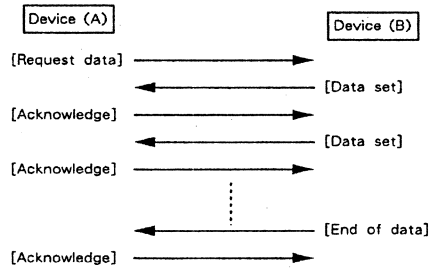 Device (A)
Device (B)
[Request data]
[Data set]
[Acknowledge]
[Data set]
[Acknowledge]
[End of data]
[Acknowledge]